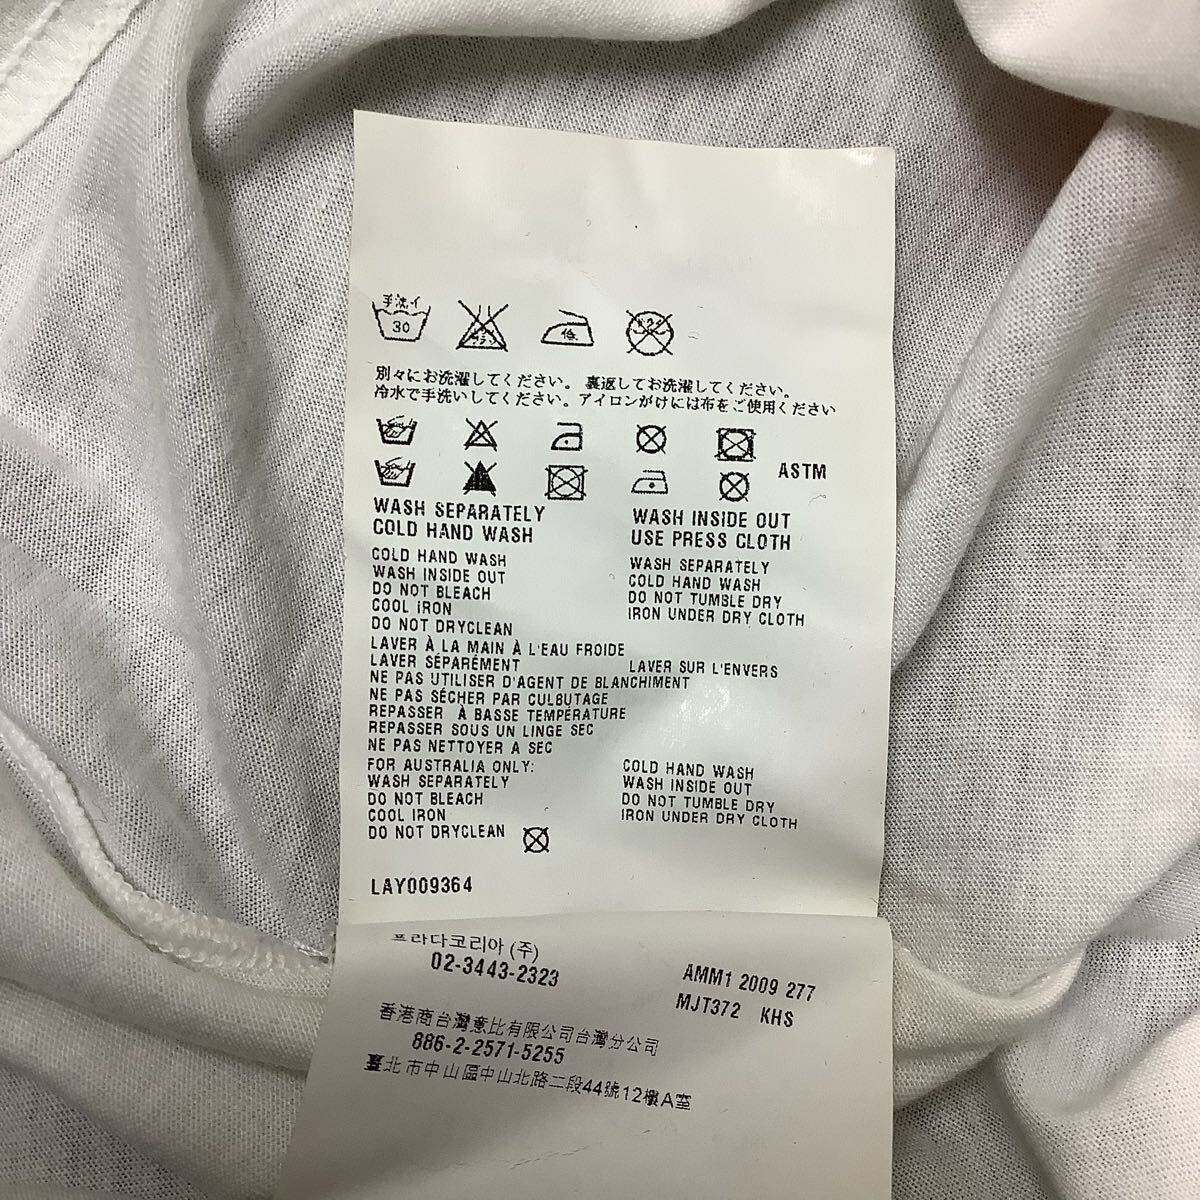 手洗イ
30
低
別々にお洗濯してください。裏返してお洗濯してください。
冷水で手洗いしてください。アイロンがけには布をご使用ください
ASTM
WASH SEPARATELY
COLD HAND WASH
WASH INSIDE OUT
USE PRESS CLOTH
COLD HAND WASH
WASH INSIDE OUT
DO NOT BLEACH
COOL IRON
DO NOT DRYCLEAN
WASH SEPARATELY
COLD HAND WASH
DO NOT TUMBLE DRY
IRON UNDER DRY CLOTH
LAVER À LA MAIN À L'EAU FROIDE
LAVER SÉPARÉMENT LAVER SUR L'ENVERS
NE PAS UTILISER D'AGENT DE BLANCHIMENT
NE PAS SÉCHER PAR CULBUTAGE
REPASSER À BASSE TEMPÉRATURE
REPASSER SOUS UN LINGE SEC
NE PAS NETTOYER A SEC
FOR AUSTRALIA ONLY:
WASH SEPARATELY
DO NOT BLEACH
COOL IRON
DO NOT DRYCLEAN
COLD HAND WASH
WASH INSIDE OUT
DO NOT TUMBLE DRY
IRON UNDER DRY CLOTH
LAY009364
프라다코리아 (주)
02-3443-2323
AMM1 2009 277
MJT372 KHS
香港商台灣意比有限公司台灣分公司
886-2-2571-5255
臺北市中山區中山北路二段44號12樓A室